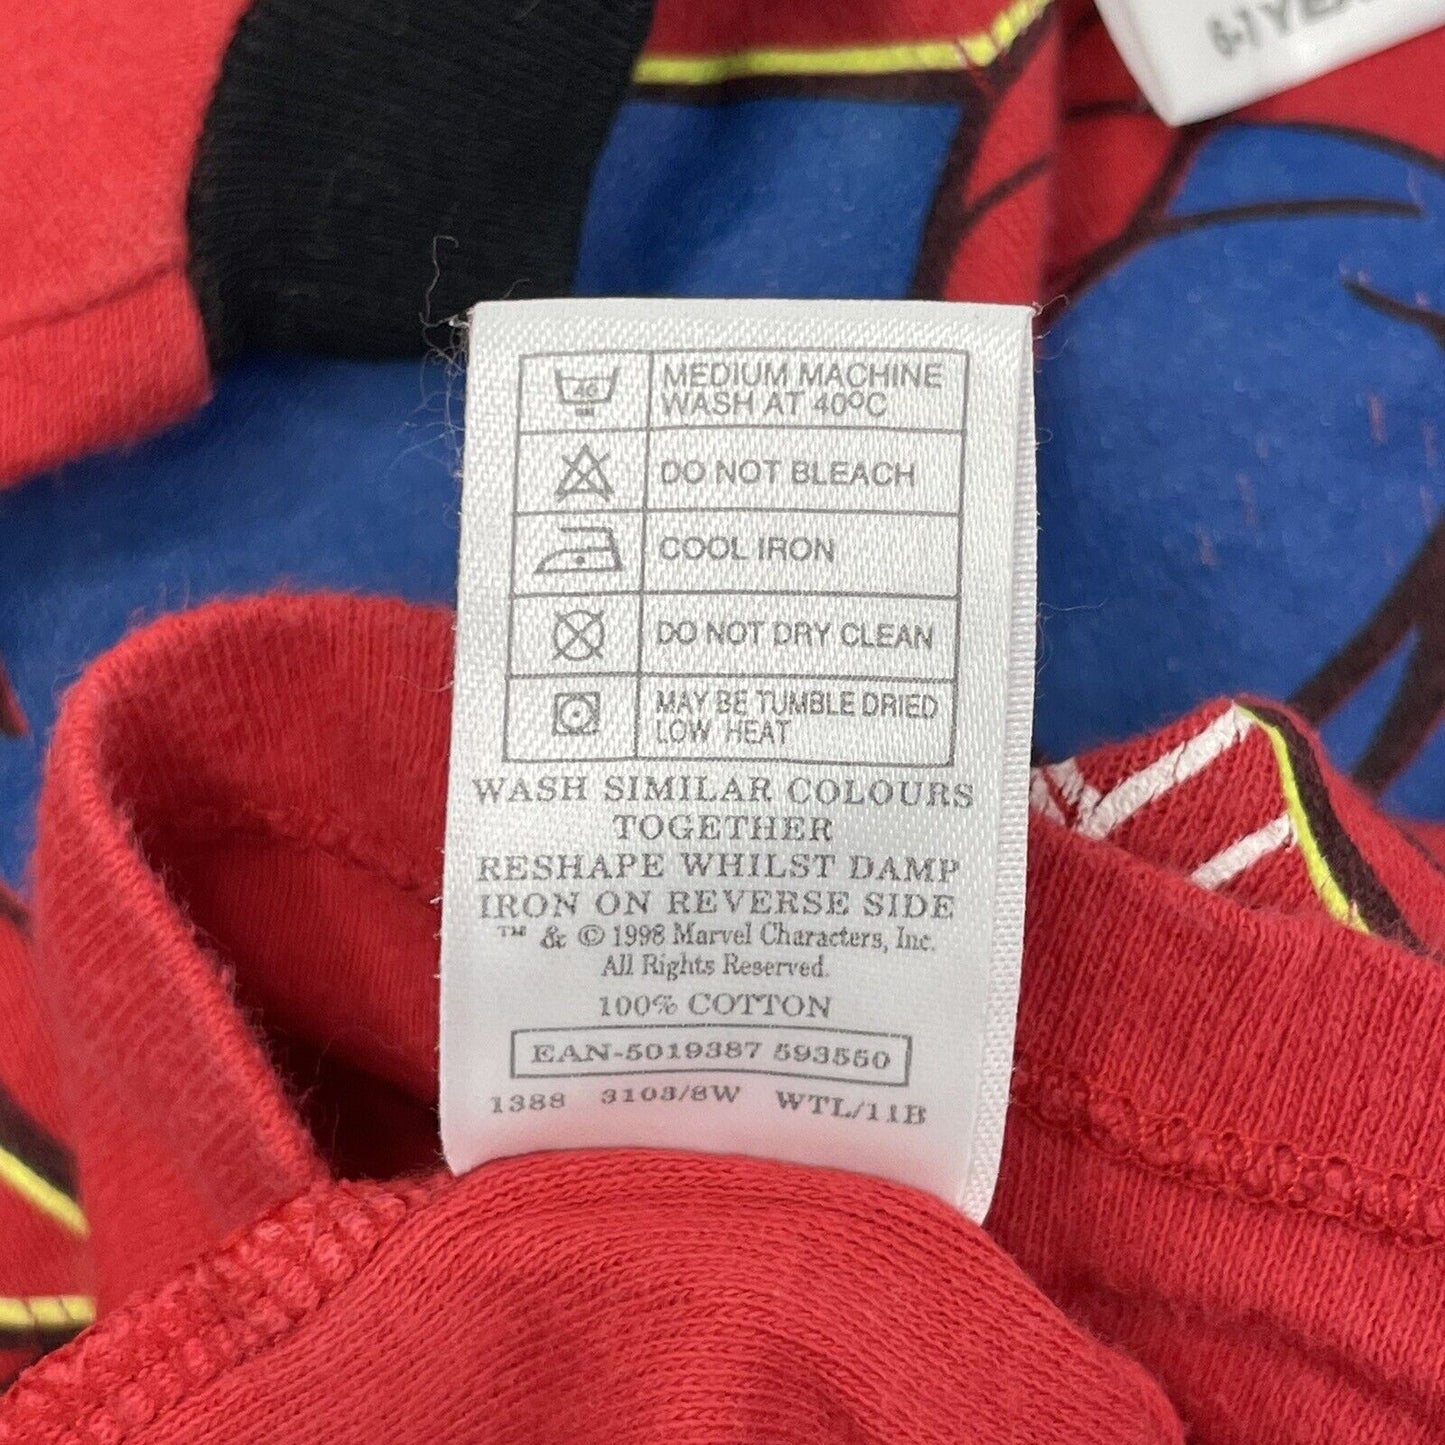 40
MEDIUM MACHINE
WASH AT 40ºC
DO NOT BLEACH
COOL IRON
DO NOT DRY CLEAN
MAY BE TUMBLE DRIED
LOW HEAT
WASH SIMILAR COLOURS
TOGETHER
RESHAPE WHILST DAMP
IRON ON REVERSE SIDE
™ & © 1998 Marvel Characters, Inc.
All Rights Reserved.
100% COTTON
EAN-5019387 593550
1388 3103/8W WTL/11B